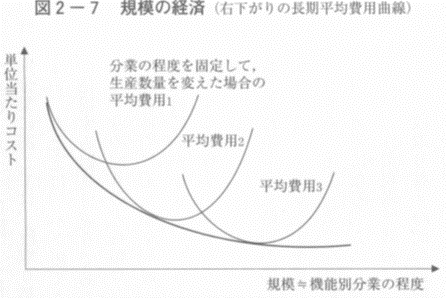 図2－7　規模の経済（右下がりの長期平均費用曲線）
単位当たりコスト
分業の程度を固定して，
生産数量を変えた場合の
平均費用1
平均費用2
平均費用3
規模≒機能別分業の程度